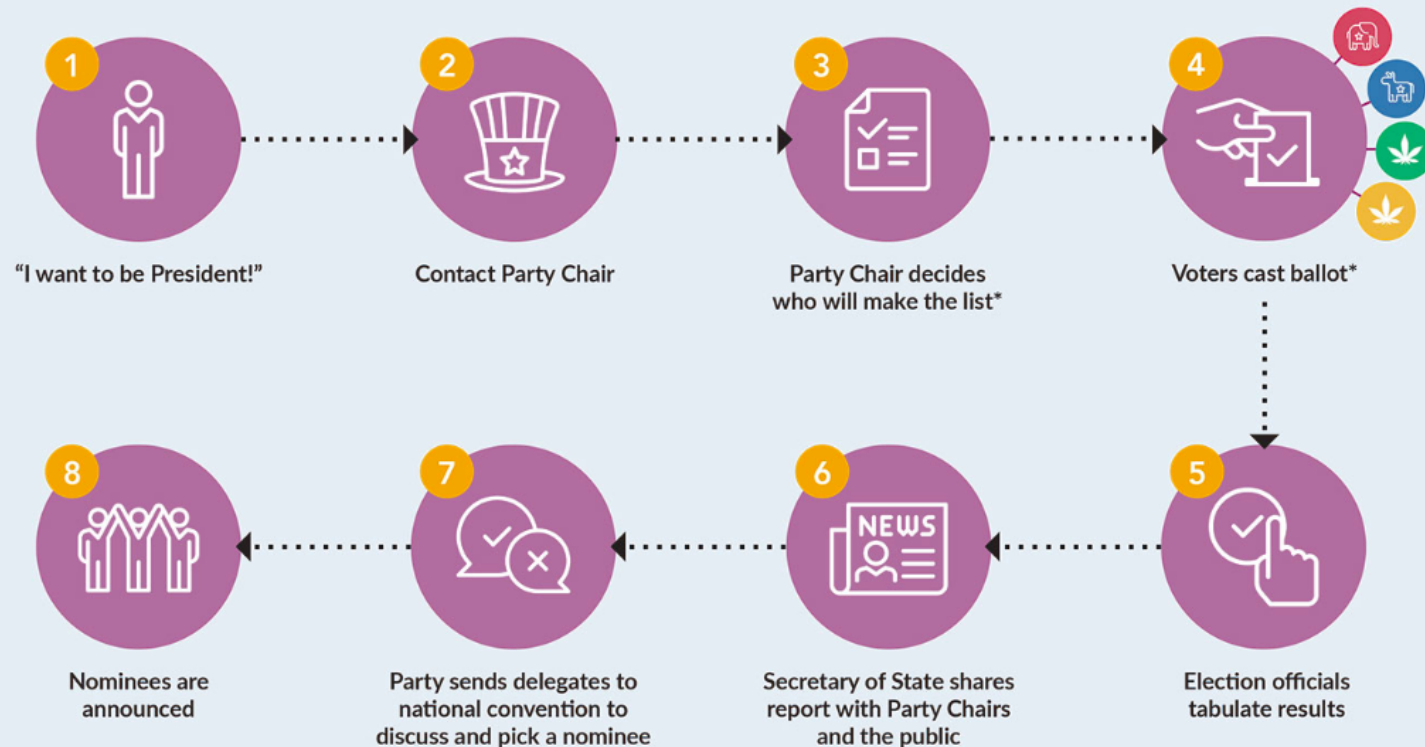 1
2
3
4
“I want to be President!”
Contact Party Chair
Party Chair decides
who will make the list*
Voters cast ballot*
8
7
6
5
NEWS
Nominees are
announced
Party sends delegates to
national convention to
discuss and pick a nominee
Secretary of State shares
report with Party Chairs
and the public
Election officials
tabulate results